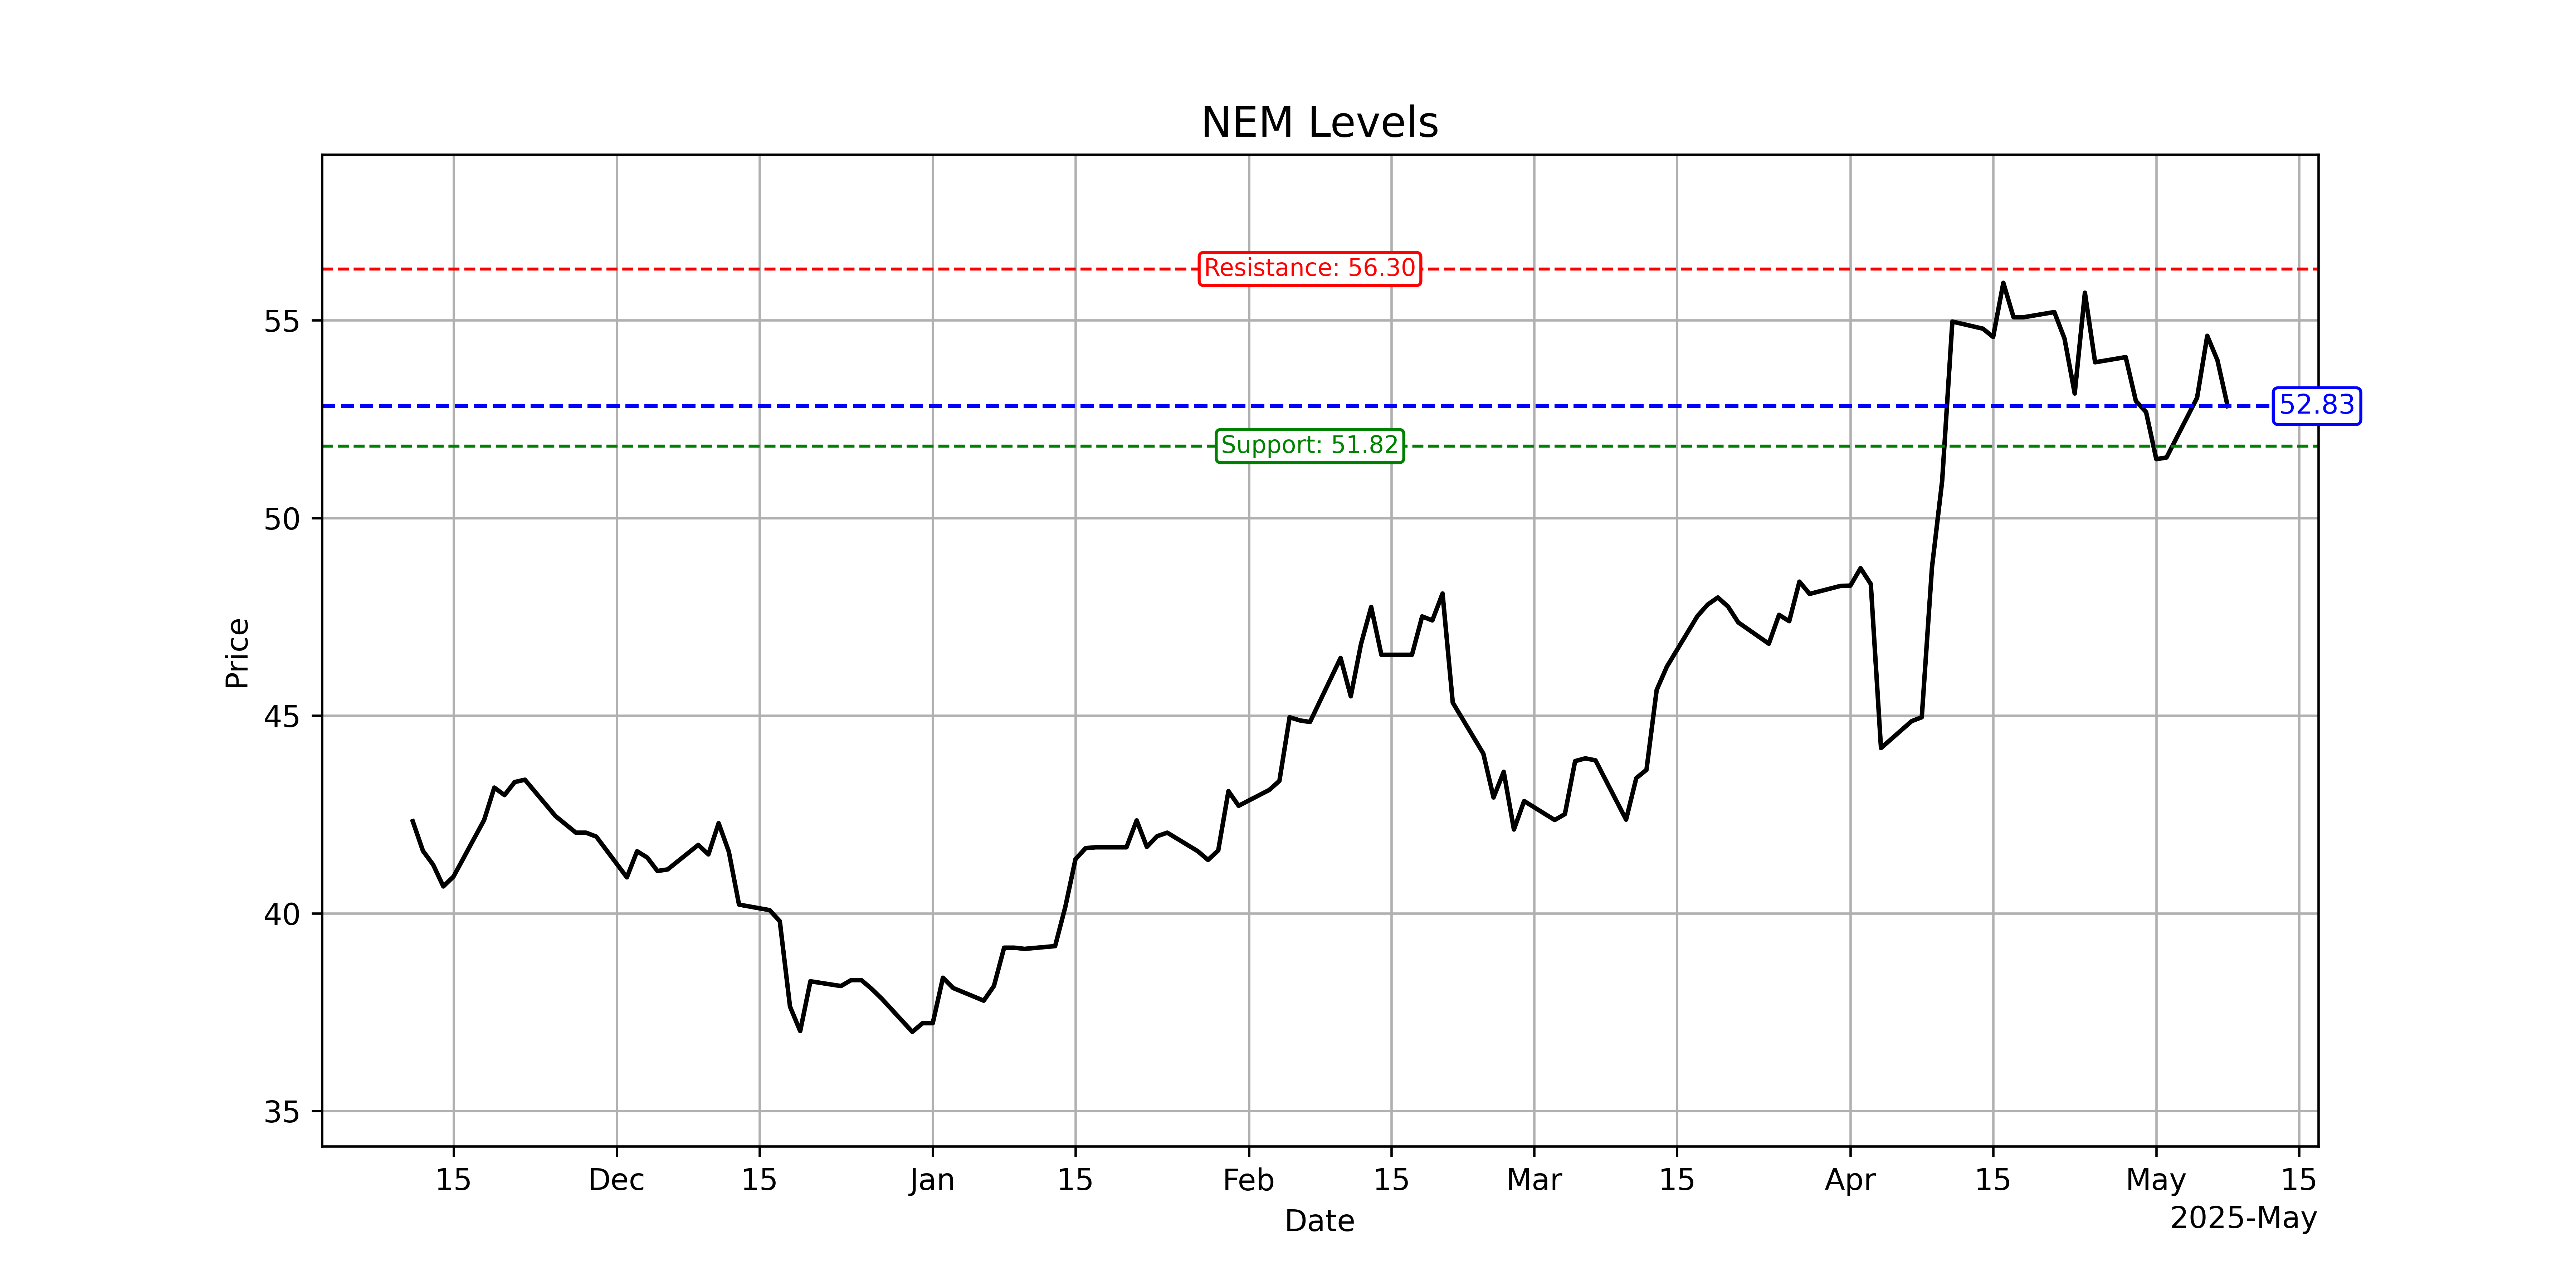 NEM Levels
Resistance: 56.30
55
52.83
Support: 51.82
50
Price
45
40
35
15 Dec 15 Jan 15 Feb 15 Mar 15 Apr 15 May 15
2025-May
Date